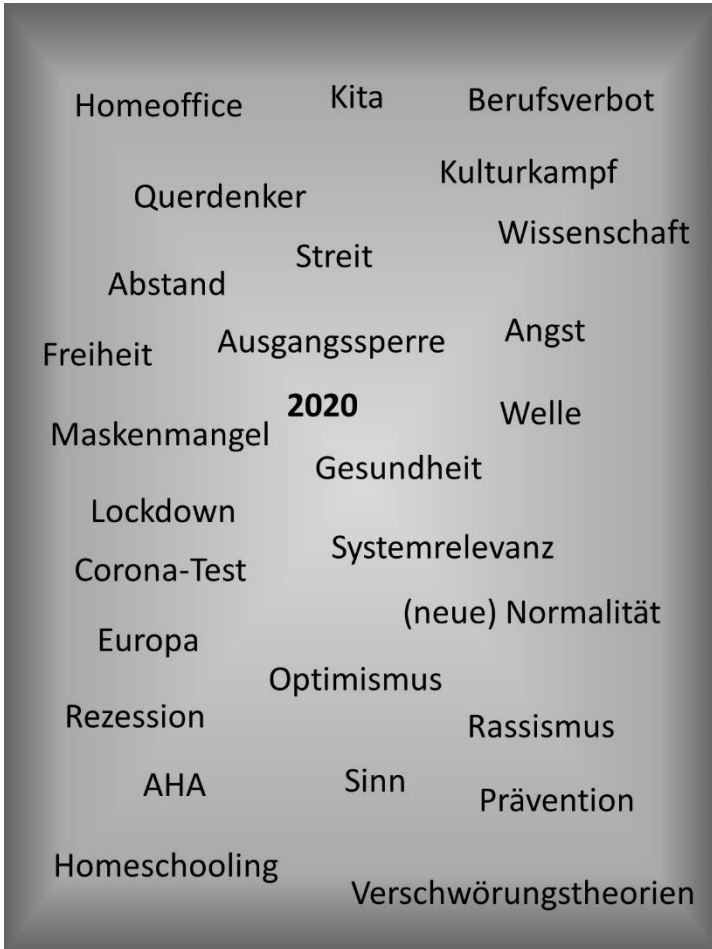 Homeoffice
Kita
Berufsverbot
Kulturkampf
Querdenker
Wissenschaft
Streit
Abstand
Angst
Ausgangssperre
Freiheit
2020
Welle
Maskenmangel
Gesundheit
Lockdown
Systemrelevanz
Corona-Test
(neue) Normalität
Europa
Optimismus
Rezession
Rassismus
AHA
Sinn
Prävention
Homeschooling
Verschwörungstheorien